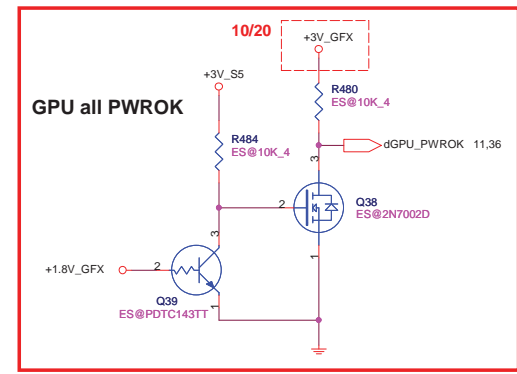 10/20
+3V_GFX
+3V_S5
R480
ES@10K_4
GPU all PWROK
R484
ES@10K_4
dGPU_PWROK 11,36
3
Q38
2
ES@2N7002D
3
1
+1.8V_GFX
2
Q39
1
ES@PDTC143TT